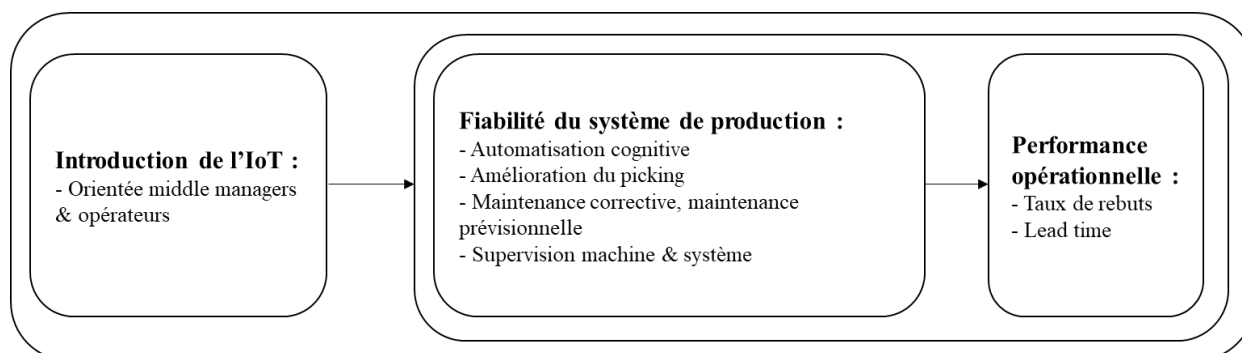 Introduction de l’IoT :
- Orientée middle managers
& opérateurs
Fiabilité du système de production :
- Automatisation cognitive
- Amélioration du picking
- Maintenance corrective, maintenance
prévisionnelle
- Supervision machine & système
Performance
opérationnelle :
- Taux de rebuts
- Lead time